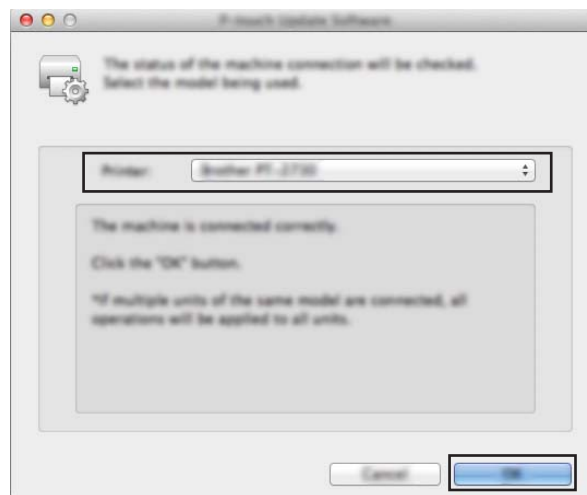 P-touch Update Software
The status of the machine connection will be checked.
Select the model being used.
Printer: Brother PT-2730
The machine is connected correctly.
Click the "OK" button.
*If multiple units of the same model are connected, all
operations will be applied to all units.
Cancel OK